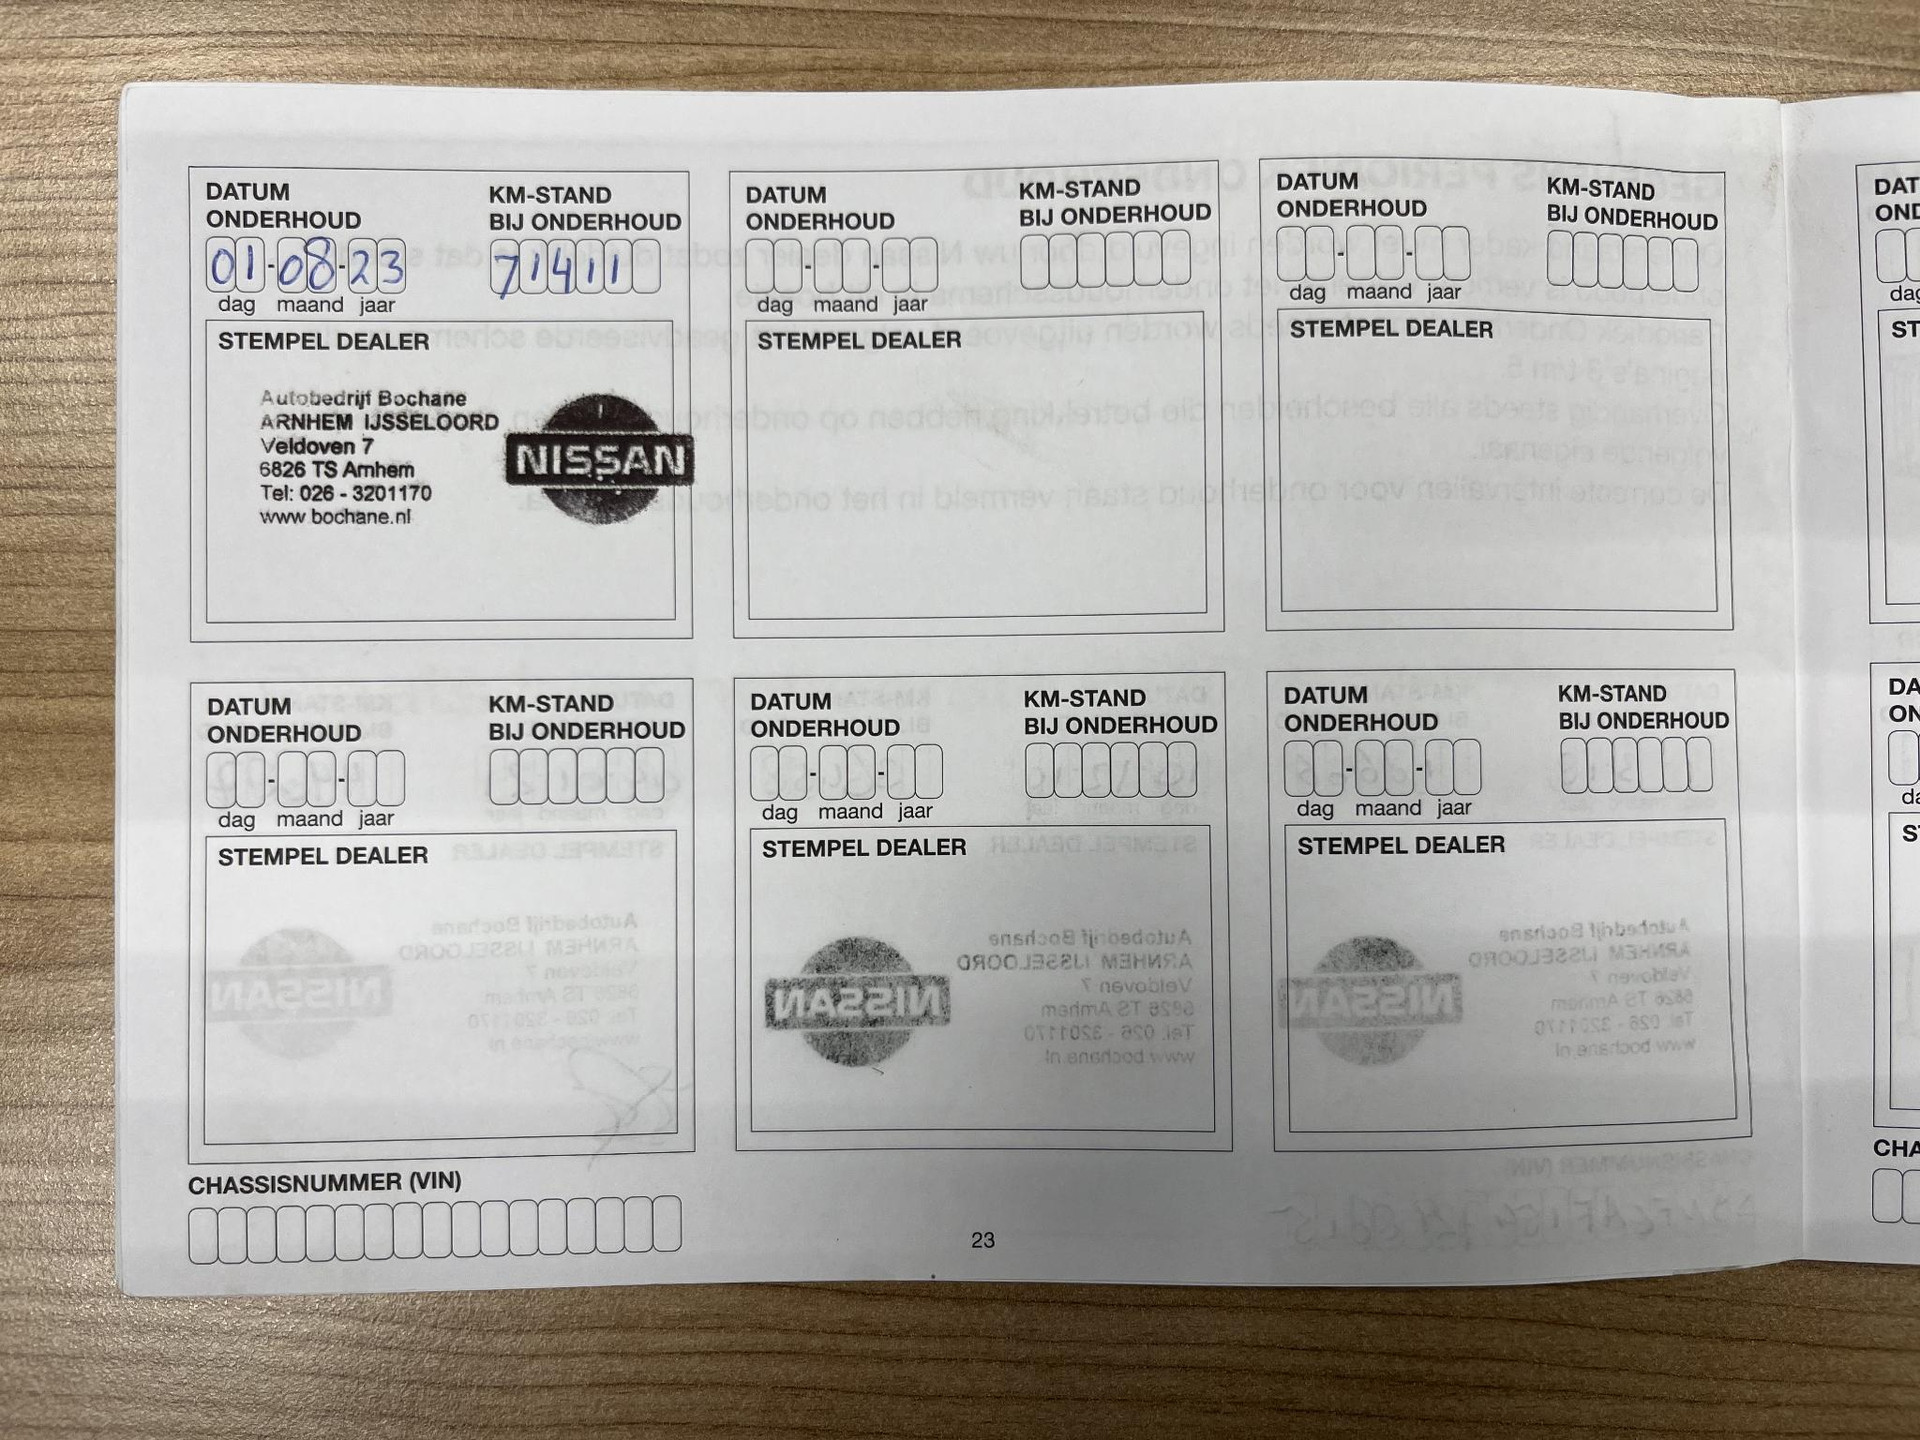 DATUM
ONDERHOUD
KM-STAND
BIJ ONDERHOUD
01-08-23
71411
dag maand jaar
STEMPEL DEALER
Autobedrijf Bochane
ARNHEM IJSSELOORD
Veldoven 7
6826 TS Arnhem
Tel: 026 - 3201170
www.bochane.nl
NISSAN
DATUM
ONDERHOUD
KM-STAND
BIJ ONDERHOUD
dag maand jaar
STEMPEL DEALER
DATUM
ONDERHOUD
KM-STAND
BIJ ONDERHOUD
dag maand jaar
STEMPEL DEALER
DATUM
ONDERHOUD
KM-STAND
BIJ ONDERHOUD
dag maand jaar
STEMPEL DEALER
DATUM
ONDERHOUD
KM-STAND
BIJ ONDERHOUD
dag maand jaar
STEMPEL DEALER
DATUM
ONDERHOUD
KM-STAND
BIJ ONDERHOUD
dag maand jaar
STEMPEL DEALER
CHASSISNUMMER (VIN)
23